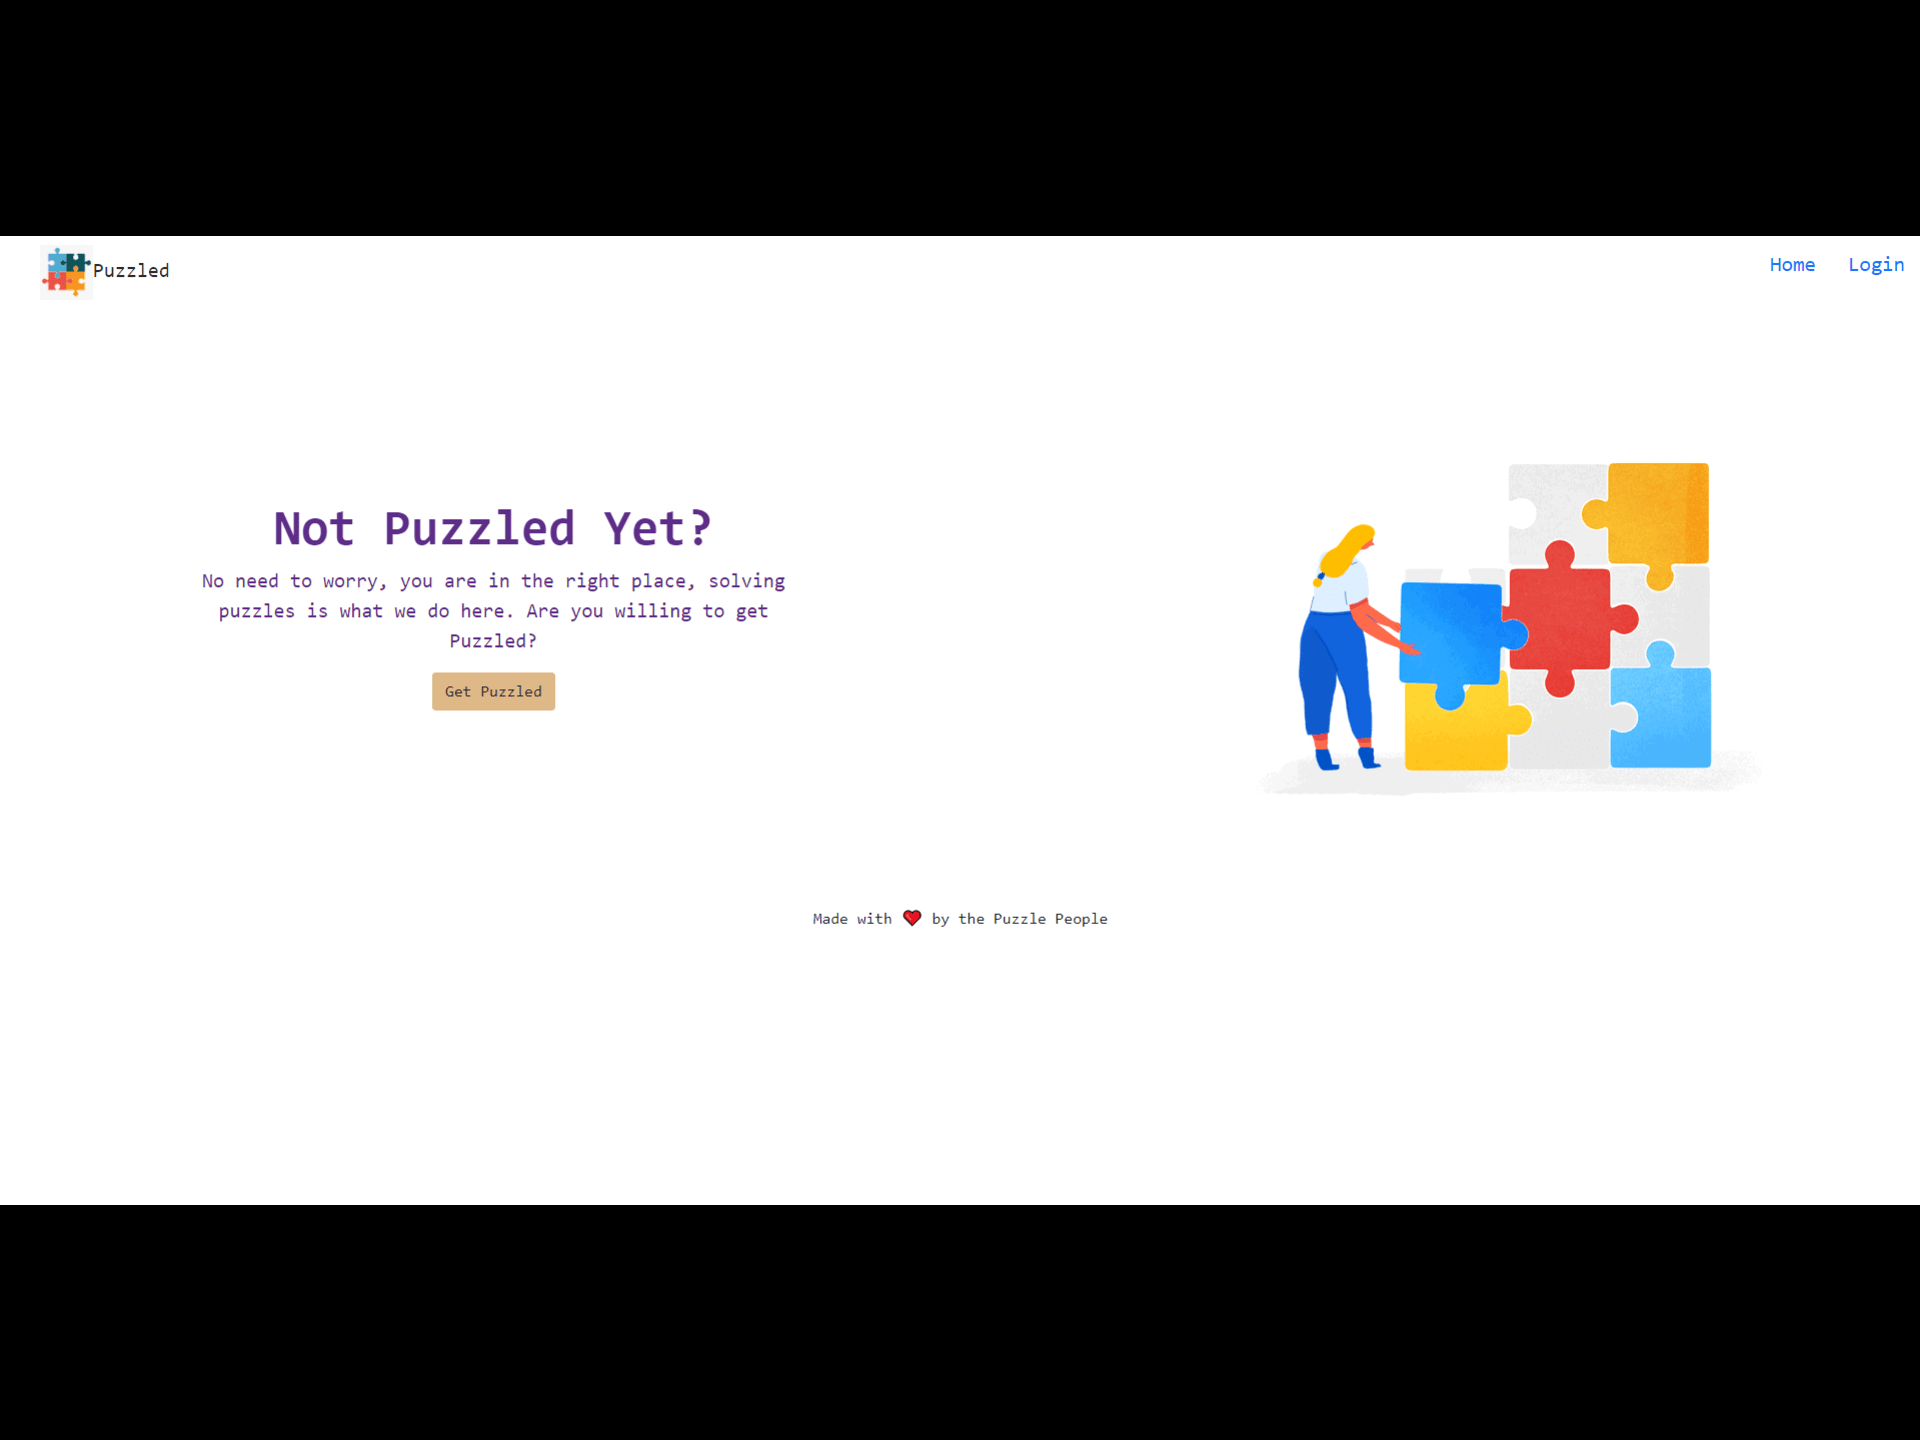 Puzzled
Home
Login
Not Puzzled Yet?
No need to worry, you are in the right place, solving
puzzles is what we do here. Are you willing to get
Puzzled?
Get Puzzled
Made with ❤ by the Puzzle People